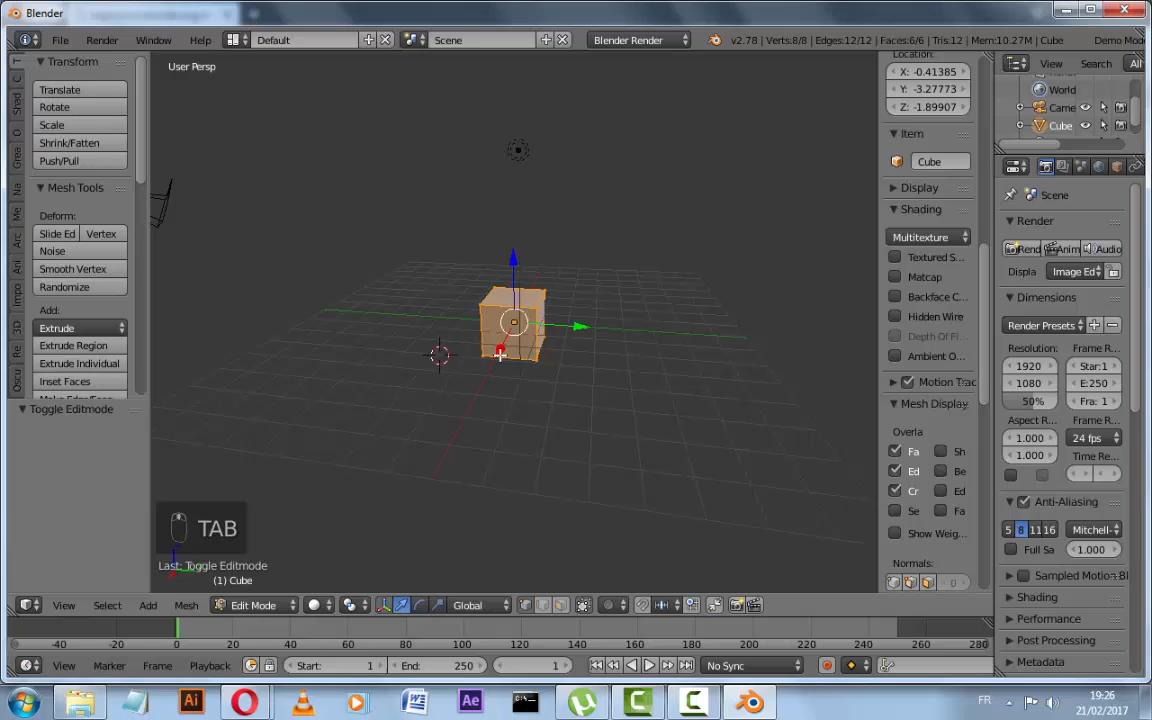 Blender
File Render Window Help Default Scene Blender Render v2.78 | Verts:8/8 | Edges:12/12 | Faces:6/6 | Tris:12 | Mem:10.27M | Cube Demo Mod
User Persp
Transform
Translate
Rotate
Scale
Shrink/Fatten
Push/Pull
Mesh Tools
Deform:
Slide Ed Vertex
Noise
Smooth Vertex
Randomize
Add:
Extrude
Extrude Region
Extrude Individual
Inset Faces
Toggle Editmode
TAB
Last: Toggle Editmode
(1) Cube
Location:
X: -0.41385
Y: -3.27773
Z: -1.89907
Item
Cube
Display
Shading
Multitexture
Textured S...
Matcap
Backface C...
Hidden Wire
Depth Of Fi...
Ambient O...
Motion Trac
Mesh Display
Overla
Fa Sh
Ed Be
Cr Ed
Se Fa
Show Weig...
Normals:
View Search All
World
Came
Cube
Scene
Render
Rend Anim Audio
Displa Image Ed
Dimensions
Render Presets
Resolution: Frame R...
1920 Star:1
1080 E:250
50% Fra: 1
Aspect R... Frame R...
1.000 24 fps
1.000 Time Re...
Anti-Aliasing
5 8 11 16 Mitchell-
Full Sa 1.000
Sampled Motion Bl
Shading
Performance
Post Processing
Metadata
View Select Add Mesh Edit Mode Global
-40 -20 0 20 40 60 80 100 120 140 160 180 200 220 240 260 280
View Marker Frame Playback Start: 1 End: 250 1 No Sync
Ai W Ae C:\ FR 19:26
21/02/2017